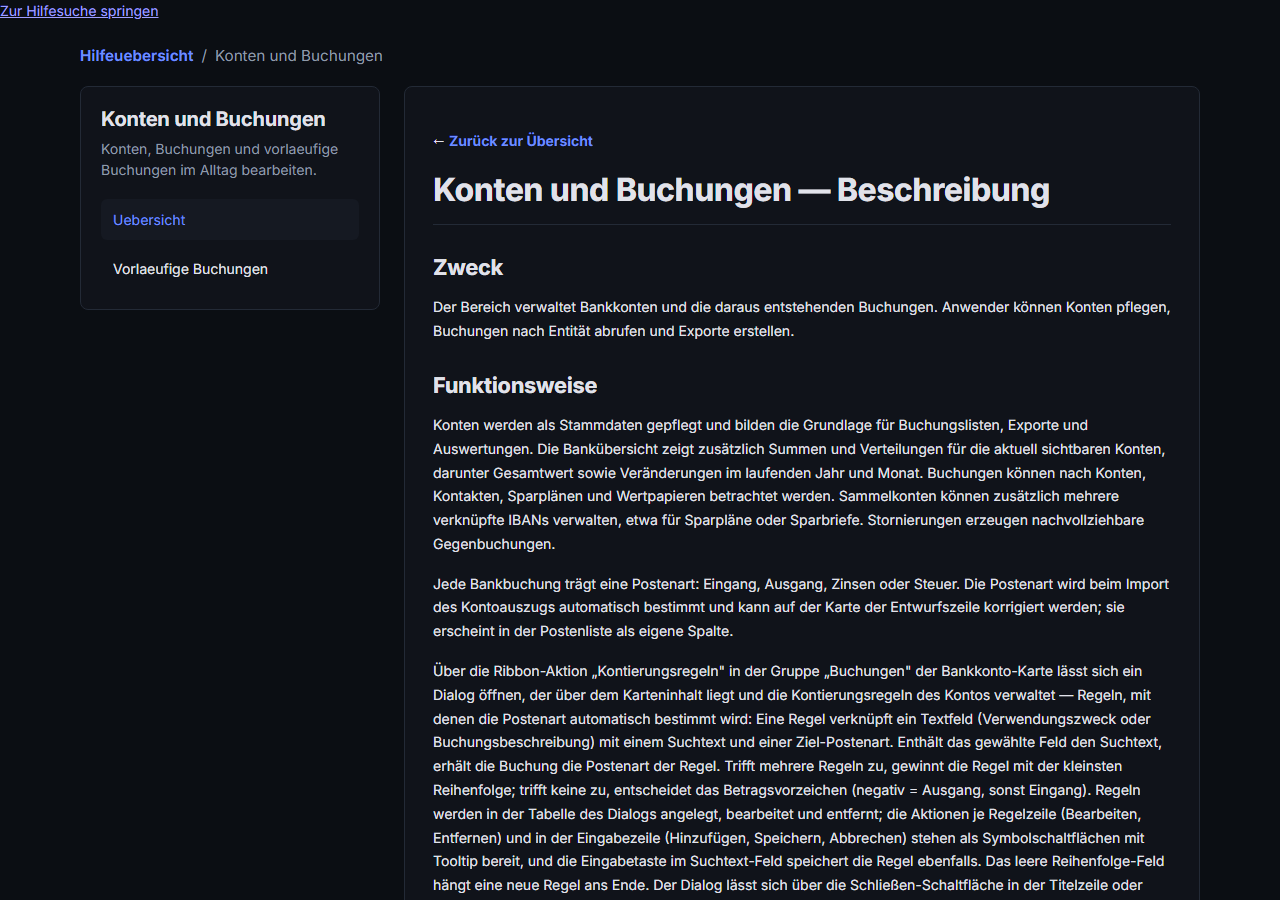 Zur Hilfesuche springen
Hilfeuebersicht / Konten und Buchungen
Konten und Buchungen
Konten, Buchungen und vorlaeufige
Buchungen im Alltag bearbeiten.
Uebersicht
Vorlaeufige Buchungen
← Zurück zur Übersicht
Konten und Buchungen — Beschreibung
Zweck
Der Bereich verwaltet Bankkonten und die daraus entstehenden Buchungen. Anwender können Konten pflegen,
Buchungen nach Entität abrufen und Exporte erstellen.
Funktionsweise
Konten werden als Stammdaten gepflegt und bilden die Grundlage für Buchungslisten, Exporte und
Auswertungen. Die Bankübersicht zeigt zusätzlich Summen und Verteilungen für die aktuell sichtbaren Konten,
darunter Gesamtwert sowie Veränderungen im laufenden Jahr und Monat. Buchungen können nach Konten,
Kontakten, Sparplänen und Wertpapieren betrachtet werden. Sammelkonten können zusätzlich mehrere
verknüpfte IBANs verwalten, etwa für Sparpläne oder Sparbriefe. Stornierungen erzeugen nachvollziehbare
Gegenbuchungen.
Jede Bankbuchung trägt eine Postenart: Eingang, Ausgang, Zinsen oder Steuer. Die Postenart wird beim Import
des Kontoauszugs automatisch bestimmt und kann auf der Karte der Entwurfszeile korrigiert werden; sie
erscheint in der Postenliste als eigene Spalte.
Über die Ribbon-Aktion „Kontierungsregeln" in der Gruppe „Buchungen" der Bankkonto-Karte lässt sich ein
Dialog öffnen, der über dem Karteninhalt liegt und die Kontierungsregeln des Kontos verwaltet — Regeln, mit
denen die Postenart automatisch bestimmt wird: Eine Regel verknüpft ein Textfeld (Verwendungszweck oder
Buchungsbeschreibung) mit einem Suchtext und einer Ziel-Postenart. Enthält das gewählte Feld den Suchtext,
erhält die Buchung die Postenart der Regel. Trifft mehrere Regeln zu, gewinnt die Regel mit der kleinsten
Reihenfolge; trifft keine zu, entscheidet das Betragsvorzeichen (negativ = Ausgang, sonst Eingang). Regeln
werden in der Tabelle des Dialogs angelegt, bearbeitet und entfernt; die Aktionen je Regelzeile (Bearbeiten,
Entfernen) und in der Eingabezeile (Hinzufügen, Speichern, Abbrechen) stehen als Symbolschaltflächen mit
Tooltip bereit, und die Eingabetaste im Suchtext-Feld speichert die Regel ebenfalls. Das leere Reihenfolge-Feld
hängt eine neue Regel ans Ende. Der Dialog lässt sich über die Schließen-Schaltfläche in der Titelzeile oder